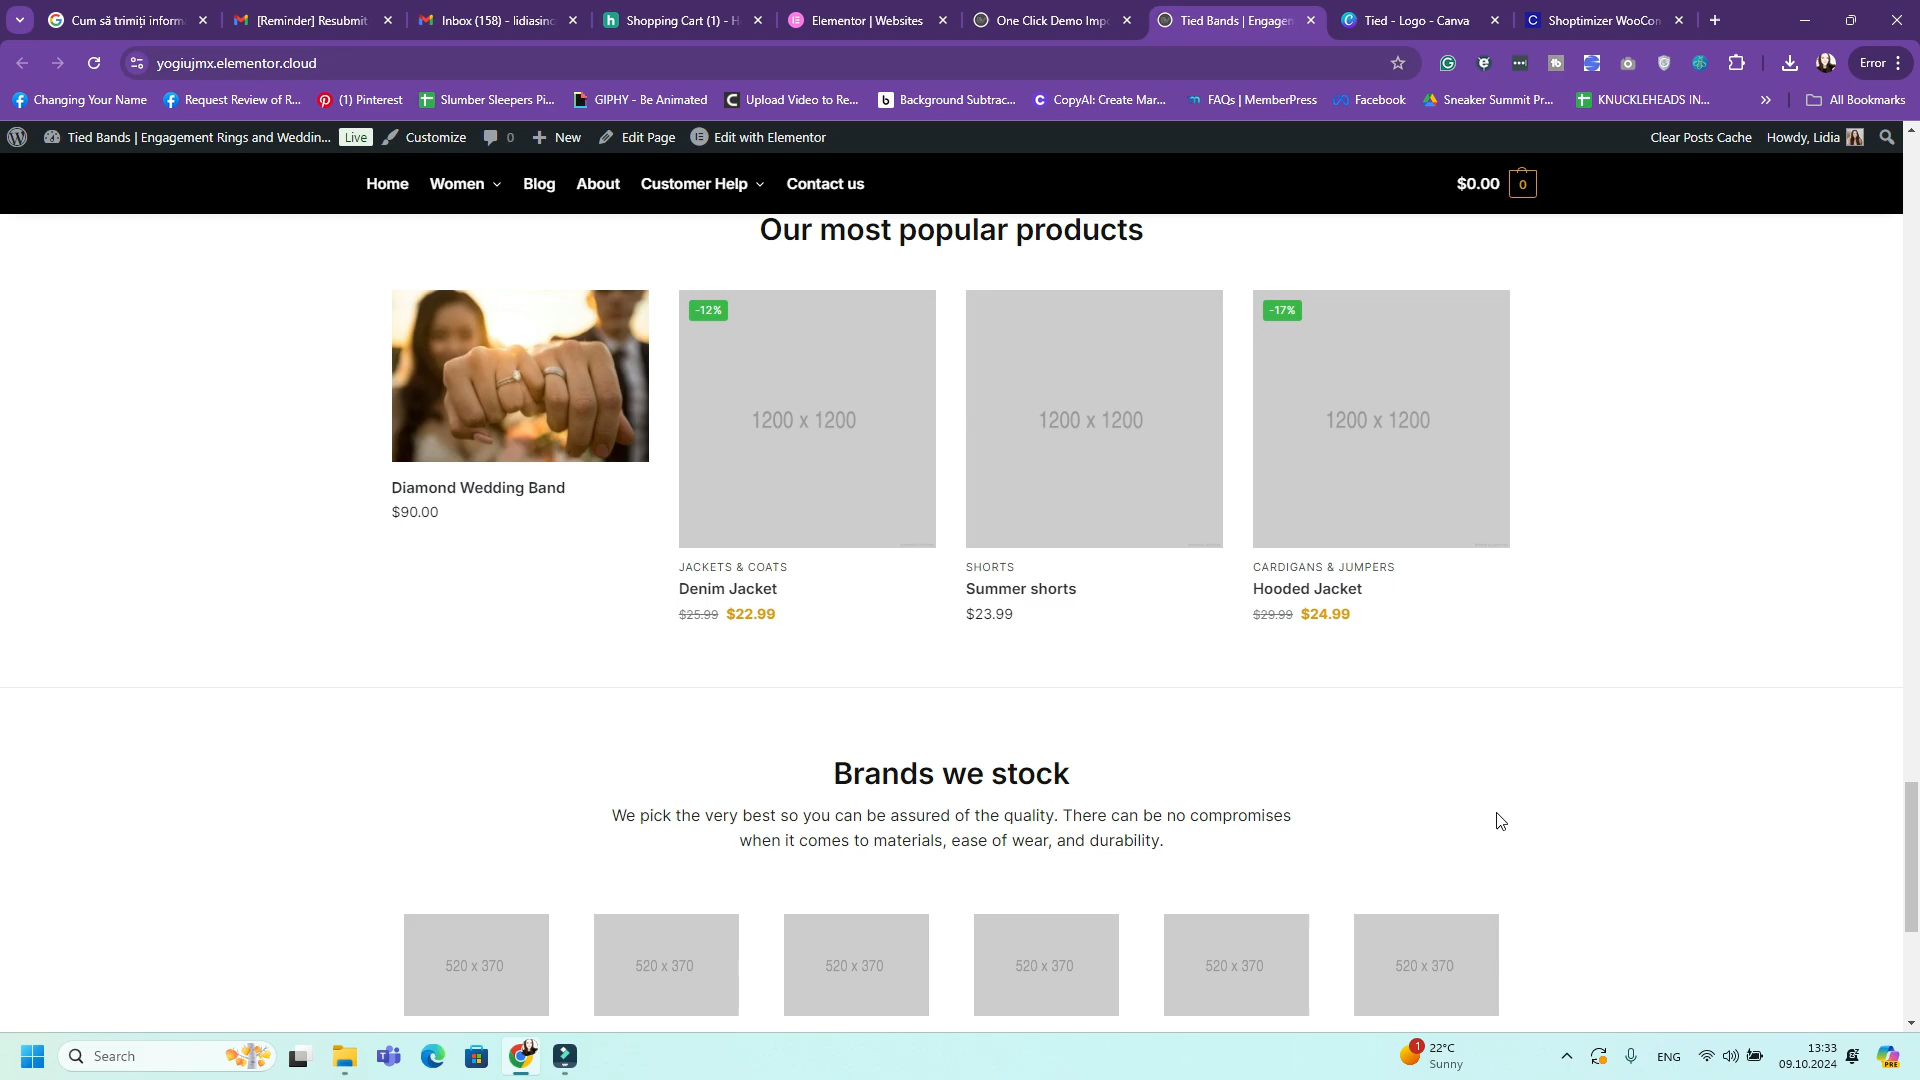 Cum să trimiți inform
[Reminder] Resubmit
Inbox (158) - lidiasinc
Shopping Cart (1) - H
Elementor | Websites
One Click Demo Impo
Tied Bands | Engagem
Tied - Logo - Canva
Shoptimizer WooCom
yogiujmx.elementor.cloud
Error
Changing Your Name
Request Review of R...
(1) Pinterest
Slumber Sleepers Pi...
GIPHY - Be Animated
Upload Video to Re...
Background Subtrac...
CopyAI: Create Mar...
FAQs | MemberPress
Facebook
Sneaker Summit Pr...
KNUCKLEHEADS IN...
All Bookmarks
Tied Bands | Engagement Rings and Weddin...
Live
Customize
0
New
Edit Page
Edit with Elementor
Clear Posts Cache
Howdy, Lidia
Home
Women
Blog
About
Customer Help
Contact us
$0.00
0
Our most popular products
-12%
-17%
1200 x 1200
1200 x 1200
1200 x 1200
Diamond Wedding Band
$90.00
JACKETS & COATS
Denim Jacket
$25.99 $22.99
SHORTS
Summer shorts
$23.99
CARDIGANS & JUMPERS
Hooded Jacket
$29.99 $24.99
Brands we stock
We pick the very best so you can be assured of the quality. There can be no compromises
when it comes to materials, ease of wear, and durability.
520 x 370
520 x 370
520 x 370
520 x 370
520 x 370
520 x 370
Search
1
22°C
Sunny
ENG
13:33
09.10.2024
PRE